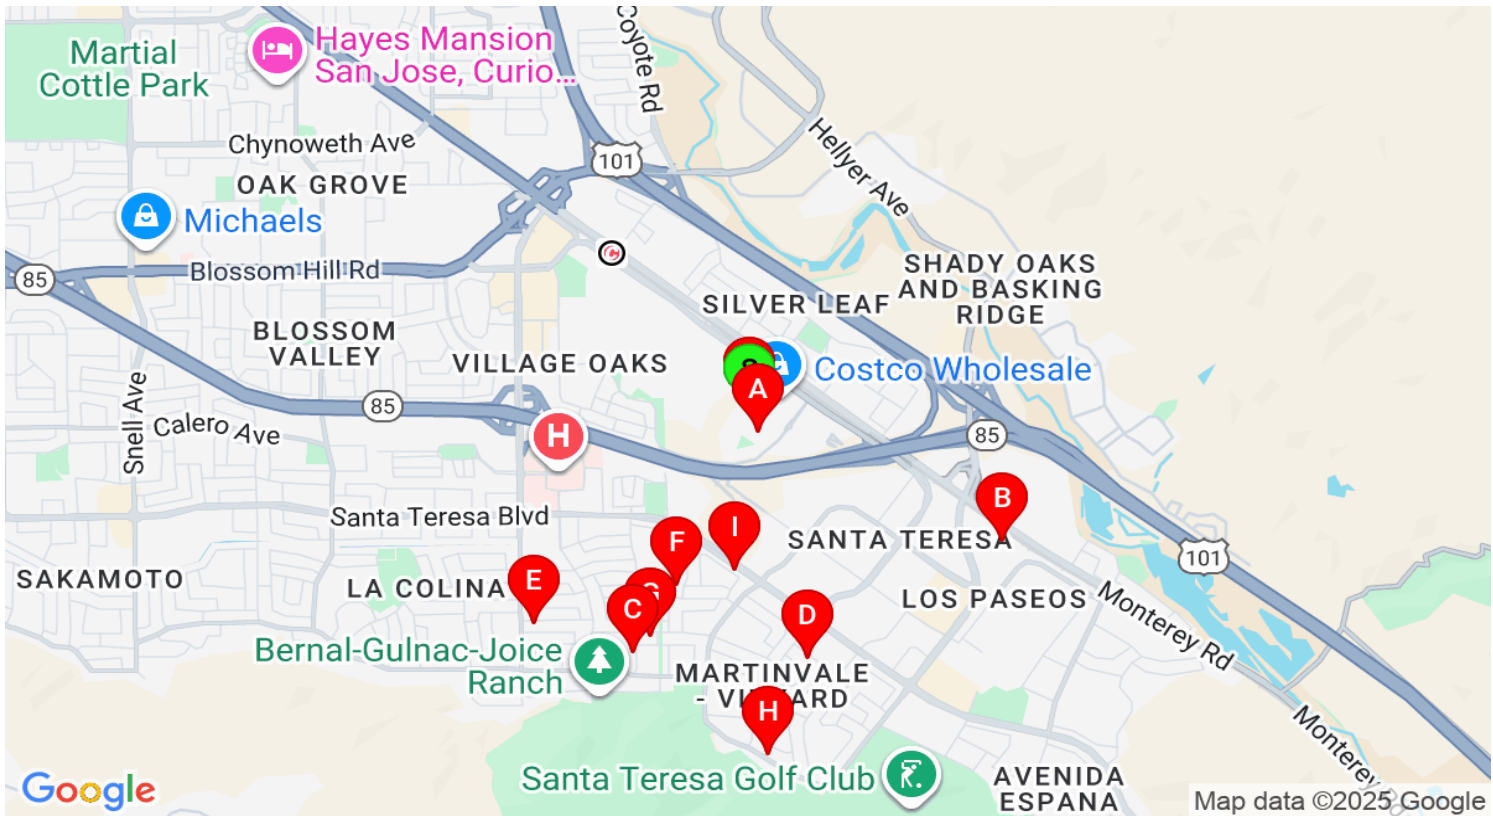 Martial
Cottle Park
Hayes Mansion
San Jose, Curio...
Coyote Rd
Chynoweth Ave
101
Hellyer Ave
OAK GROVE
Michaels
Blossom Hill Rd
85
SHADY OAKS
AND BASKING
RIDGE
SILVER LEAF
BLOSSOM
VALLEY
VILLAGE OAKS
Costco Wholesale
A
Snell Ave
85
Calero Ave
H
85
B
Santa Teresa Blvd
I
F
SANTA TERESA
101
SAKAMOTO
LA COLINA
E
G
C
D
LOS PASEOS
Monterey Rd
Bernal-Gulnac-Joice
Ranch
MARTINVALE
H
Santa Teresa Golf Club
AVENIDA
ESPANA
Monterey Rd
Google
Map data ©2025 Google